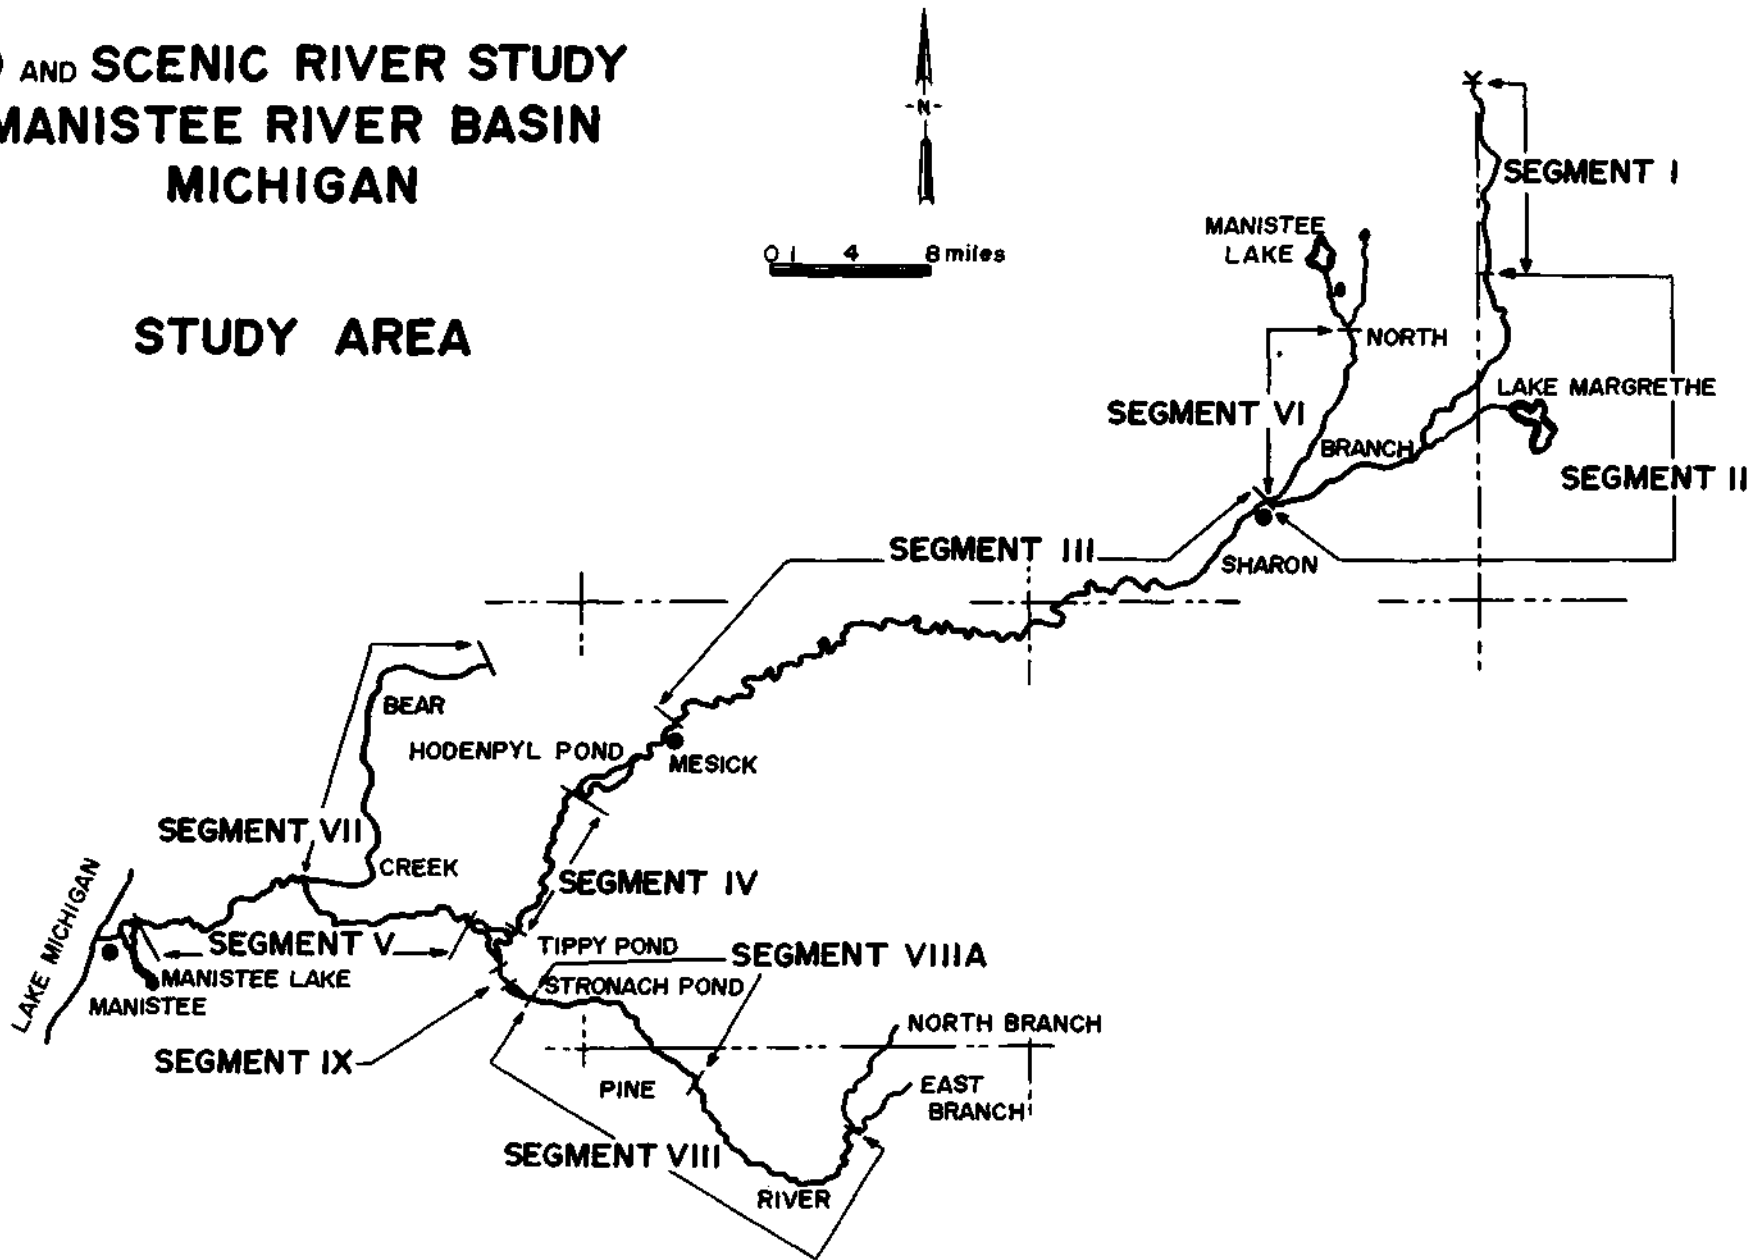 AND SCENIC RIVER STUDY
MANISTEE RIVER BASIN
MICHIGAN
STUDY AREA
-N-
0 1 4 8 miles
SEGMENT I
MANISTEE
LAKE
NORTH
LAKE MARGRETHE
SEGMENT VI
BRANCH
SEGMENT II
SEGMENT III
SHARON
BEAR
HODENPYL POND
MESICK
SEGMENT VII
CREEK
SEGMENT IV
LAKE MICHIGAN
SEGMENT V
TIPPY POND
SEGMENT VIIIA
MANISTEE LAKE
STRONACH POND
MANISTEE
NORTH BRANCH
SEGMENT IX
PINE
EAST
BRANCH
SEGMENT VIII
RIVER